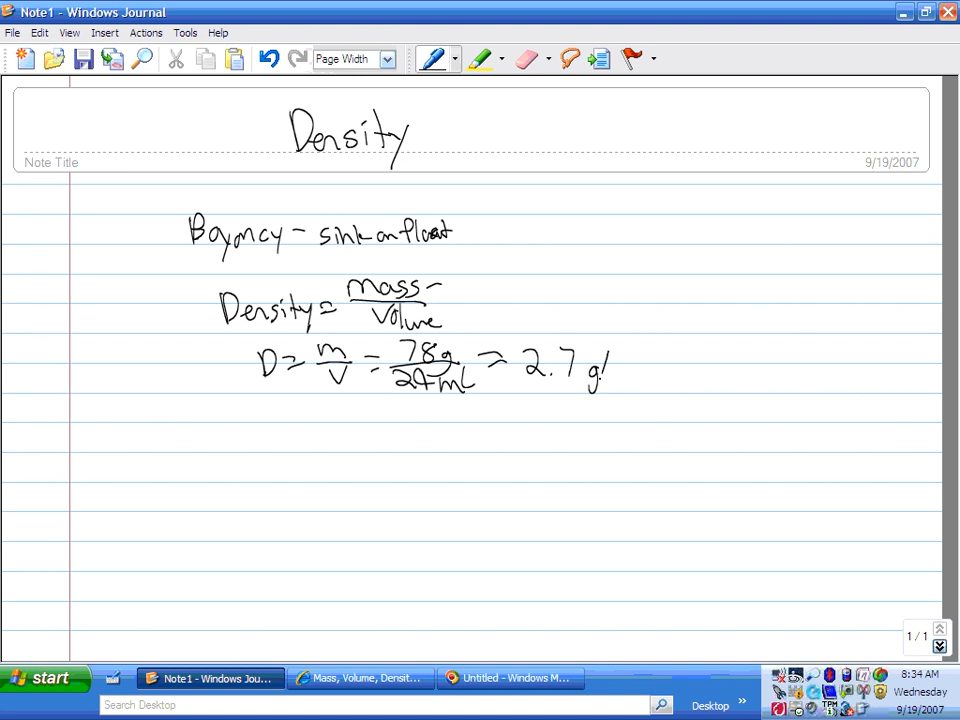 Note1 - Windows Journal
File Edit View Insert Actions Tools Help
Page Width
Density
Note Title
9/19/2007
Boyancy - sink or float
Density = mass
Volume
D = m/V = 78g/29mL = 2.7 g/
1 / 1
start
Note1 - Windows Jou...
Mass, Volume, Densit...
Untitled - Windows M...
8:34 AM
Wednesday
9/19/2007
Search Desktop
Desktop »
TPM